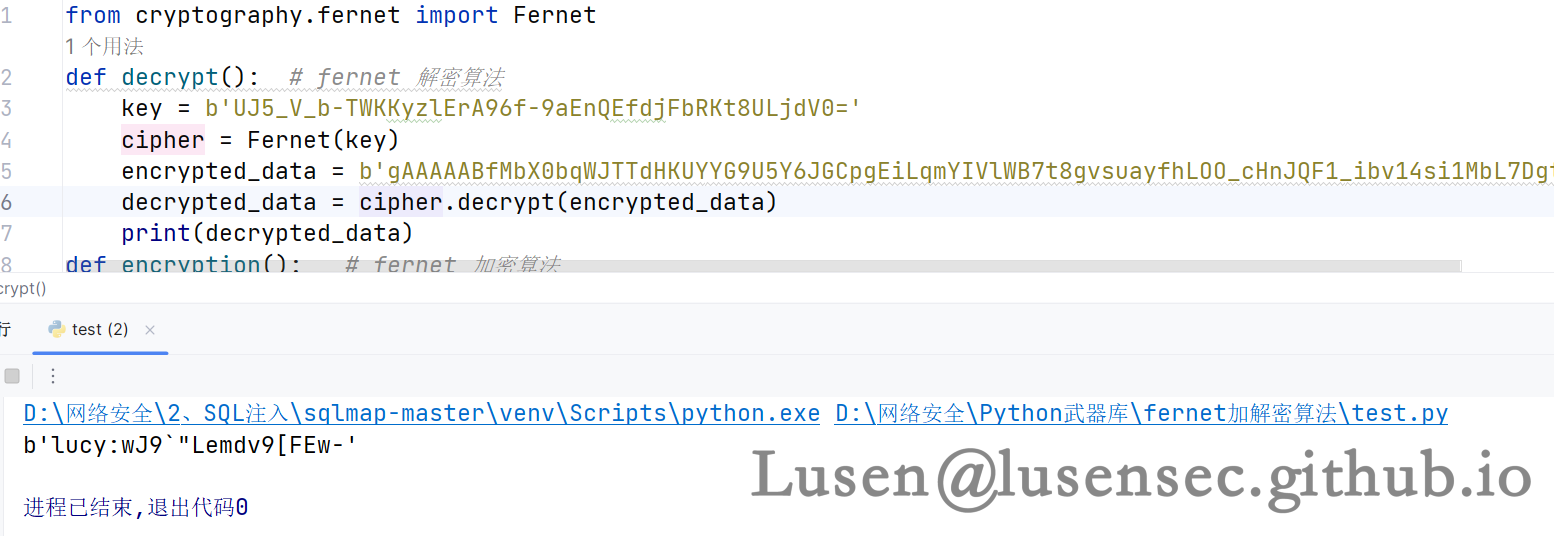 1 from cryptography.fernet import Fernet
1 个用法
2 def decrypt():  # fernet 解密算法
3 key = b'UJ5_V_b-TWKKyzlErA96f-9aEnQEfdjFbRKt8ULjdV0='
4 cipher = Fernet(key)
5 encrypted_data = b'gAAAAABfMbX0bqWJTTdHKUYYG9U5Y6JGCpgEiLqmYIVlWB7t8gvsuayfhLOO_cHnJQF1_ibv14si1MbL7Dgt
6 decrypted_data = cipher.decrypt(encrypted_data)
7 print(decrypted_data)
8 def encryption():   # fernet 加密算法
crypt()
行 test (2) ×
D:\网络安全\2、SQL注入\sqlmap-master\venv\Scripts\python.exe D:\网络安全\Python武器库\fernet加解密算法\test.py
b'lucy:wJ9`"Lemdv9[FEw-'
Lusen@lusensec.github.io
进程已结束,退出代码0